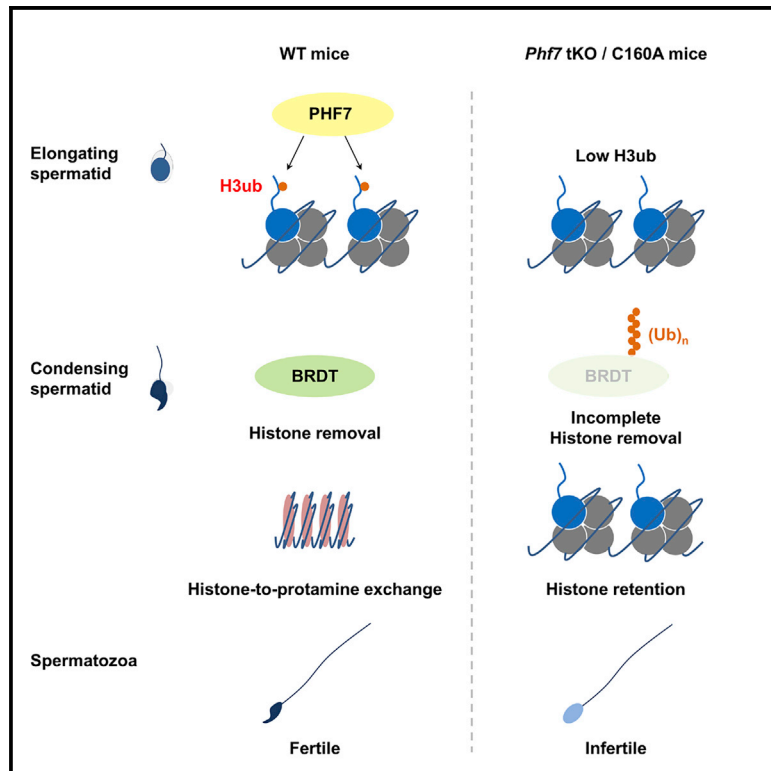 WT mice
Phf7 tKO / C160A mice
PHF7
Elongating
spermatid
H3ub
Low H3ub
(Ub)n
Condensing
spermatid
BRDT
BRDT
Histone removal
Incomplete
Histone removal
Histone-to-protamine exchange
Histone retention
Spermatozoa
Fertile
Infertile